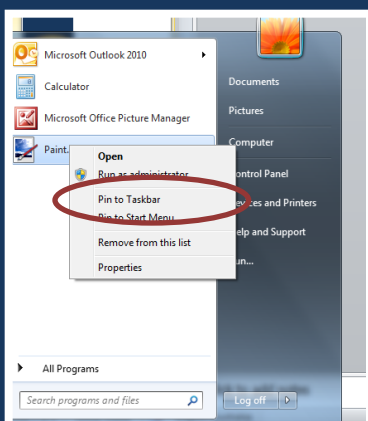 Microsoft Outlook 2010
Calculator
Microsoft Office Picture Manager
Paint.
Open
Run as administrator
Pin to Taskbar
Pin to Start Menu
Remove from this list
Properties
All Programs
Search programs and files
Documents
Pictures
Computer
ontrol Panel
vices and Printers
elp and Support
un...
Log off